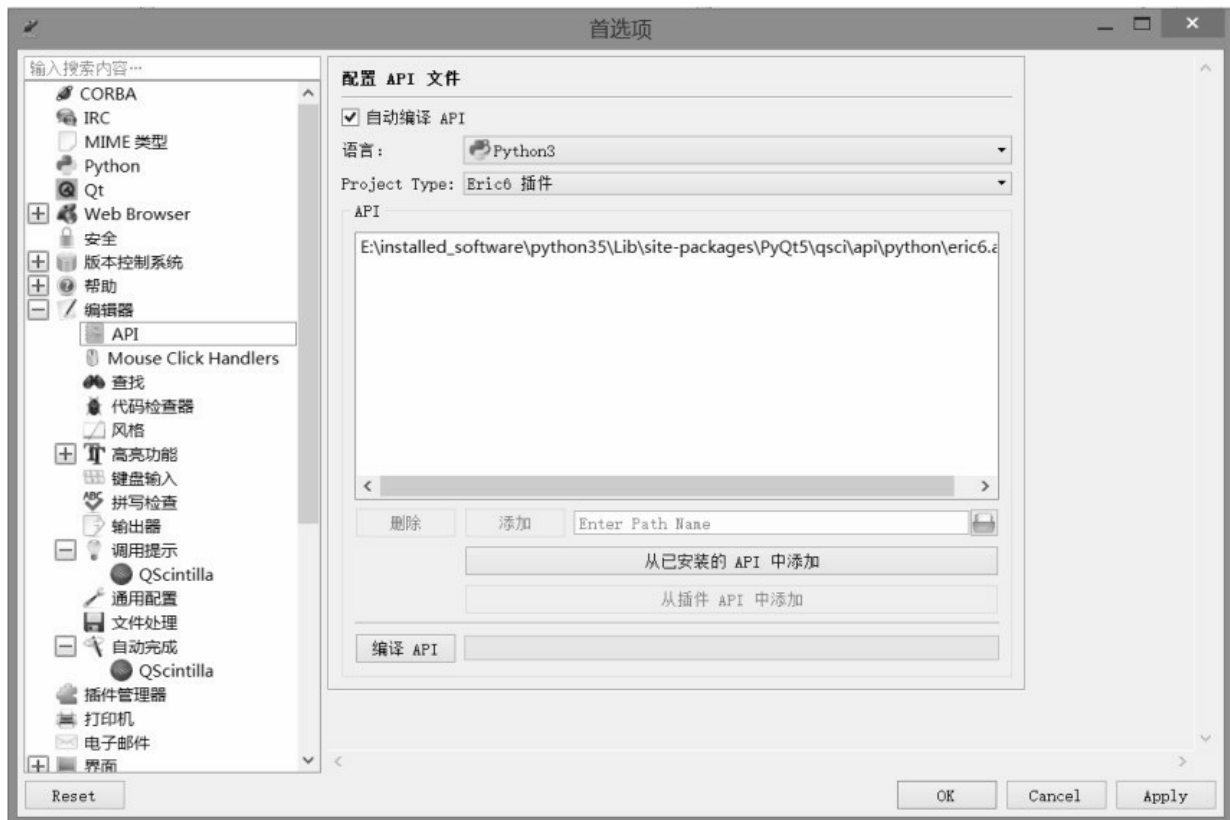 首选项
输入搜索内容…
CORBA
IRC
MIME 类型
Python
Qt
Web Browser
安全
版本控制系统
帮助
编辑器
API
Mouse Click Handlers
查找
代码检查器
风格
高亮功能
键盘输入
拼写检查
输出器
调用提示
QScintilla
通用配置
文件处理
自动完成
QScintilla
插件管理器
打印机
电子邮件
界面
配置 API 文件
自动编译 API
语言: Python3
Project Type: Eric6 插件
API
E:\installed_software\python35\Lib\site-packages\PyQt5\qsci\api\python\eric6.a
删除 添加 Enter Path Name
从已安装的 API 中添加
从插件 API 中添加
编译 API
Reset OK Cancel Apply